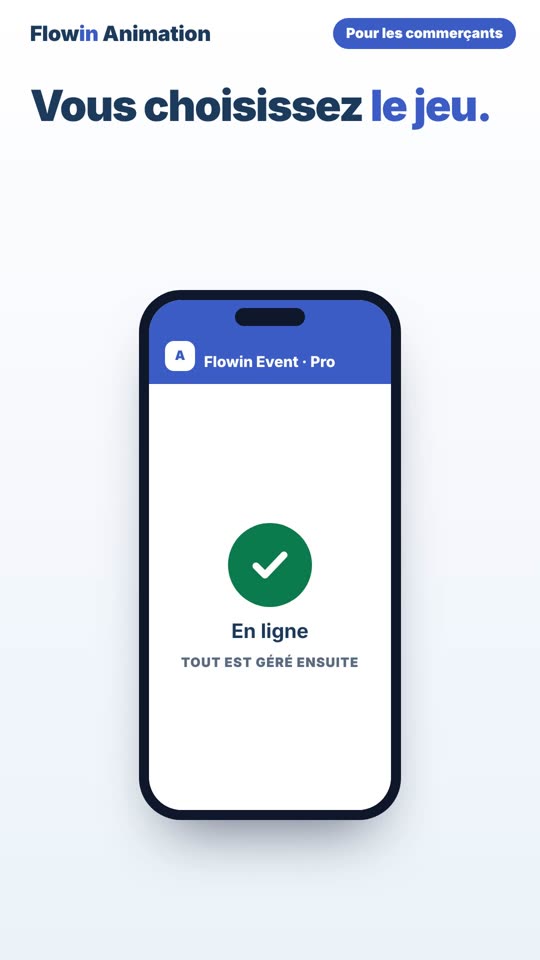 Flowin Animation
Pour les commerçants
Vous choisissez le jeu.
A
Flowin Event · Pro
En ligne
TOUT EST GÉRÉ ENSUITE